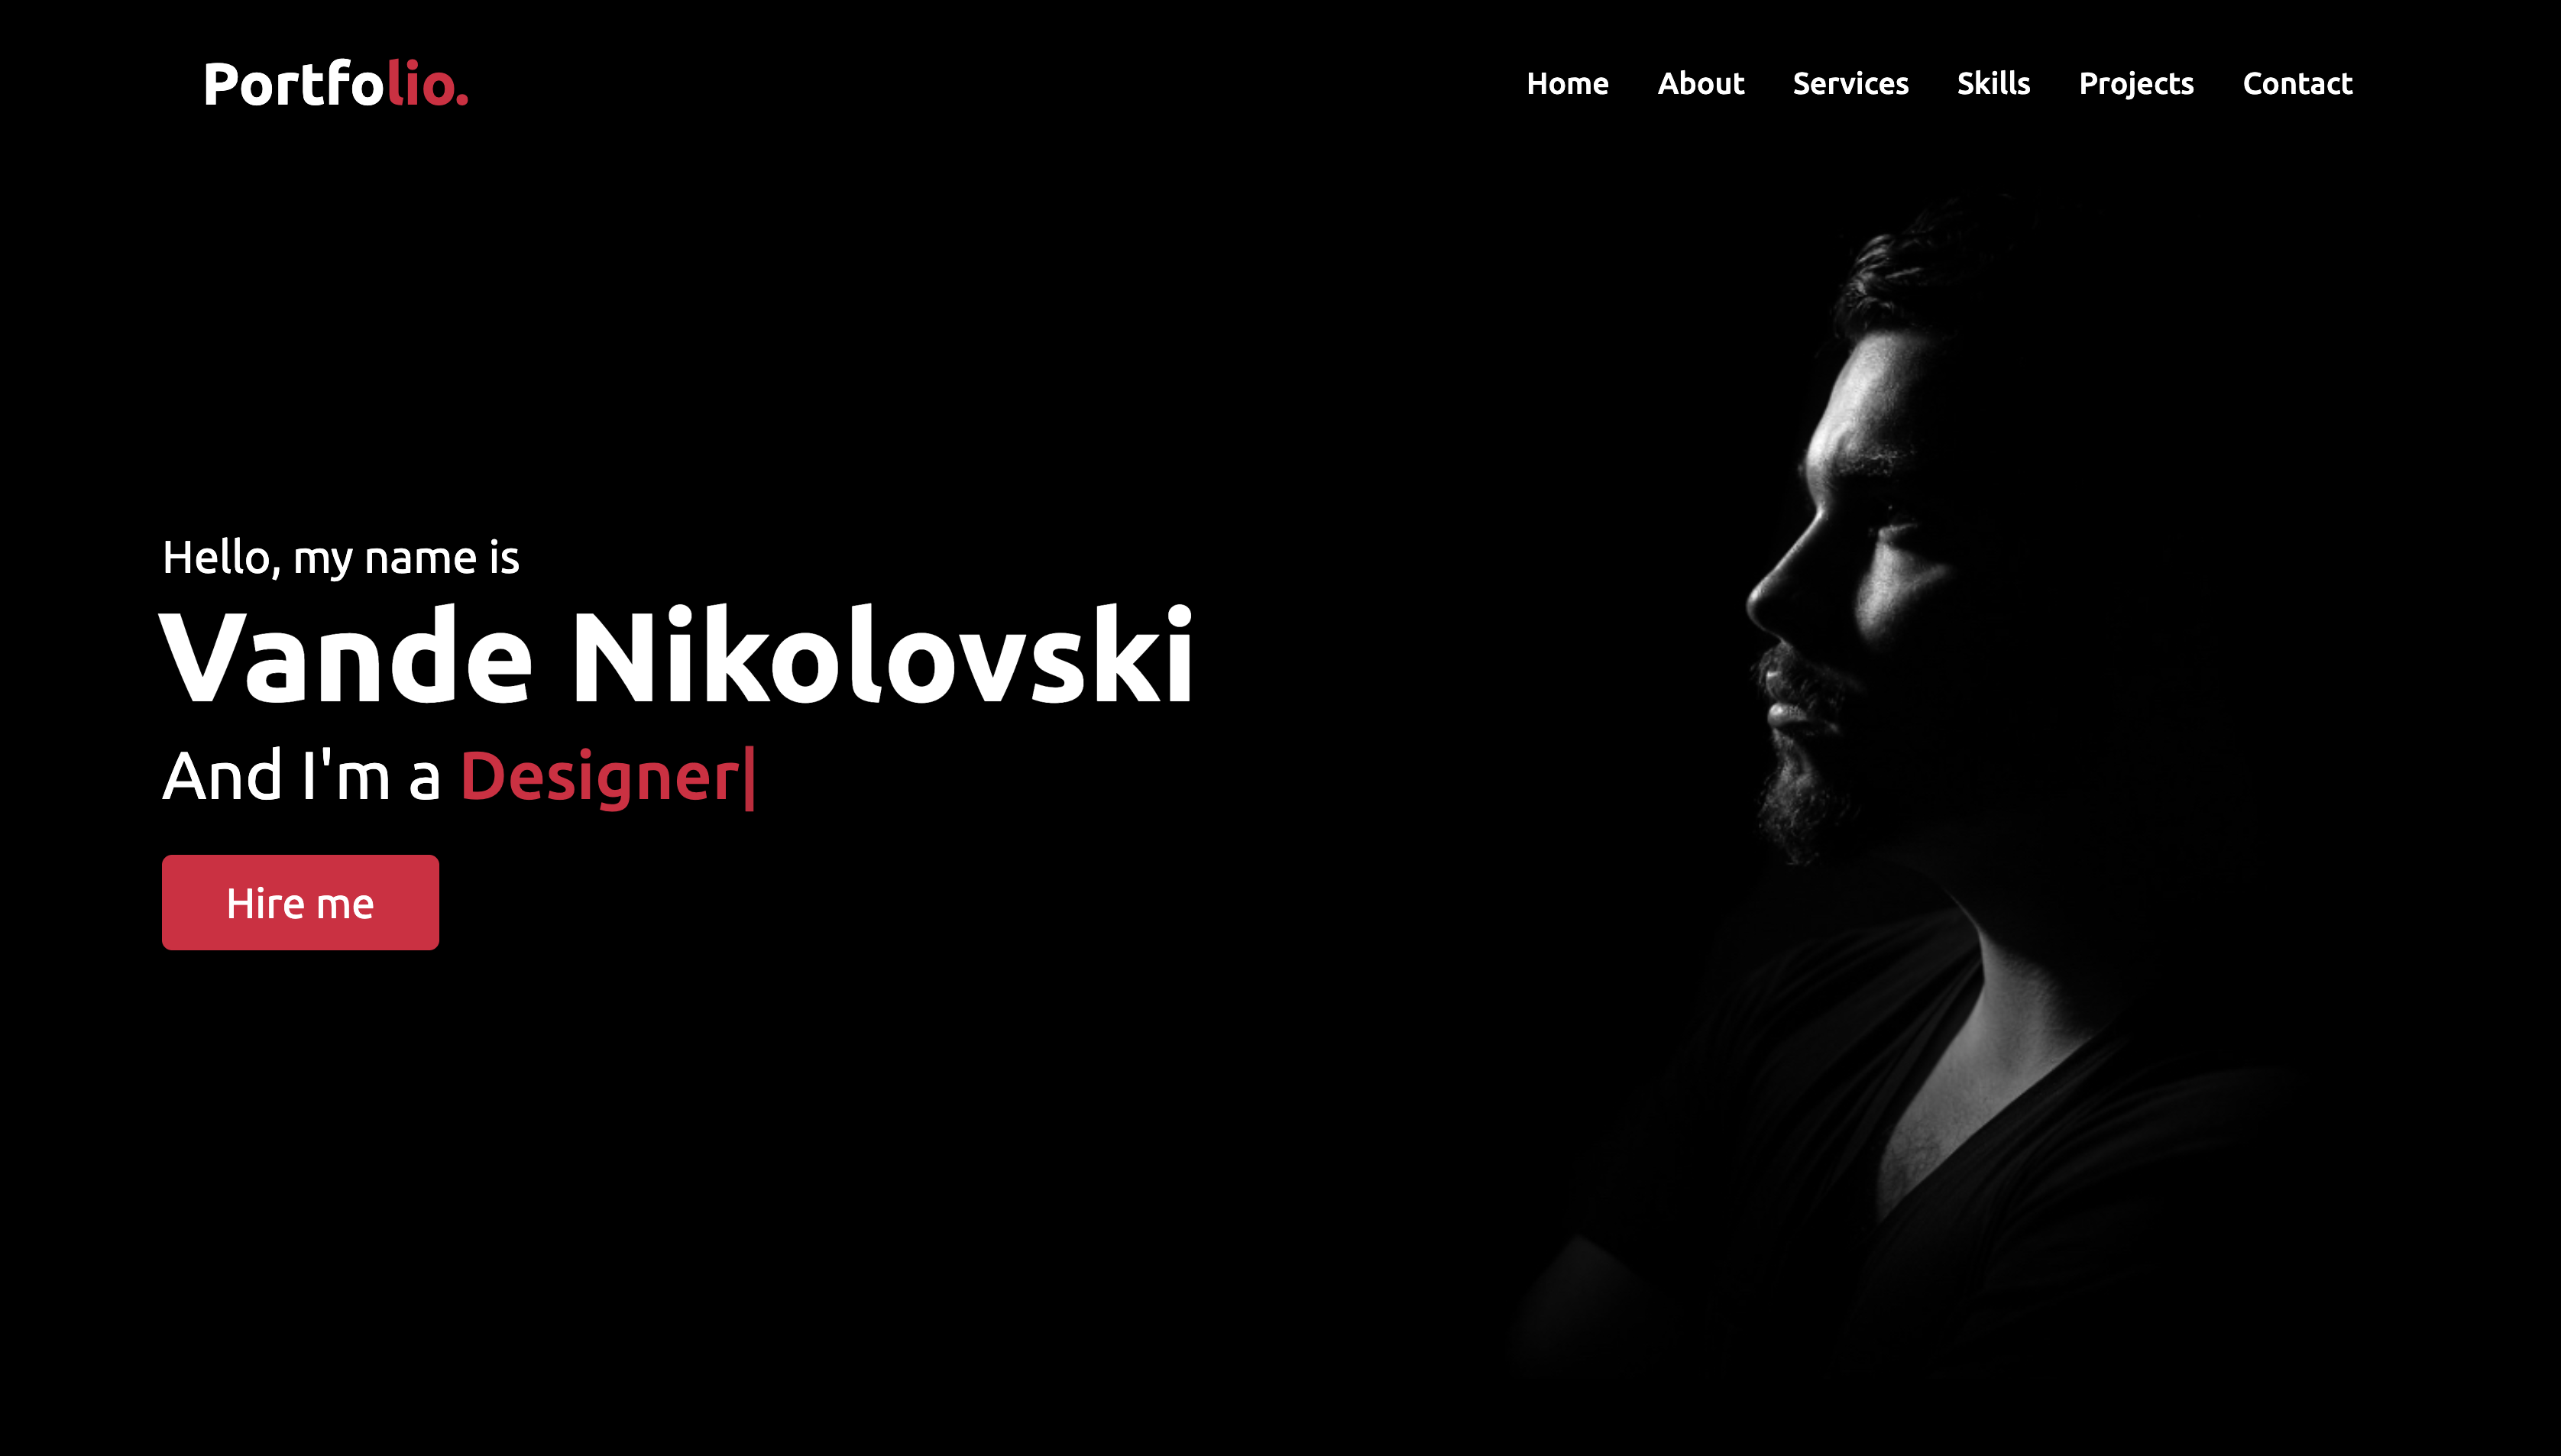 Portfolio.
Home About Services Skills Projects Contact
Hello, my name is
Vande Nikolovski
And I'm a Designer|
Hire me